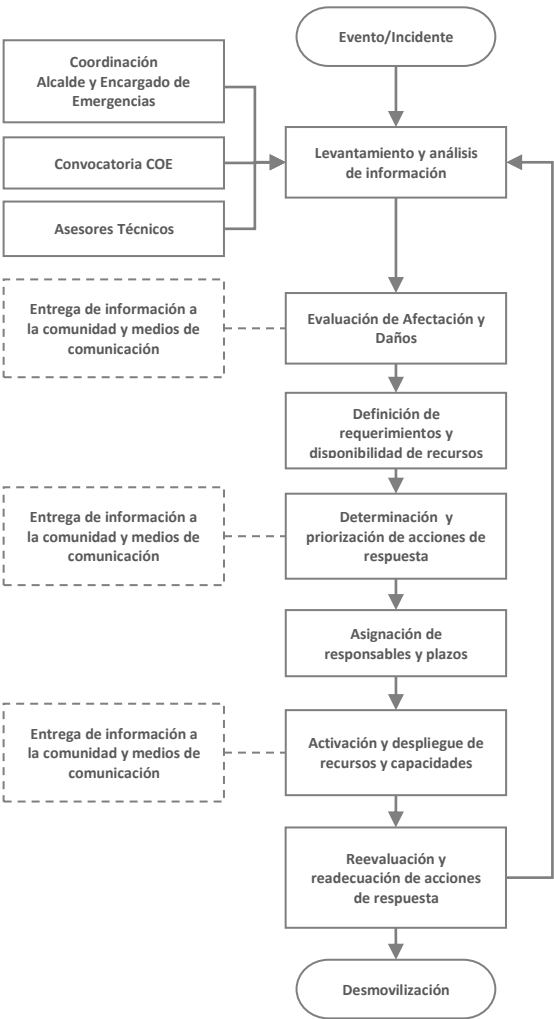 Evento/Incidente
Coordinación
Alcalde y Encargado de
Emergencias
Convocatoria COE
Asesores Técnicos
Levantamiento y análisis
de información
Entrega de información a
la comunidad y medios de
comunicación
Evaluación de Afectación y
Daños
Definición de
requerimientos y
disponibilidad de recursos
Entrega de información a
la comunidad y medios de
comunicación
Determinación y
priorización de acciones de
respuesta
Asignación de
responsables y plazos
Entrega de información a
la comunidad y medios de
comunicación
Activación y despliegue de
recursos y capacidades
Reevaluación y
readecuación de acciones
de respuesta
Desmovilización